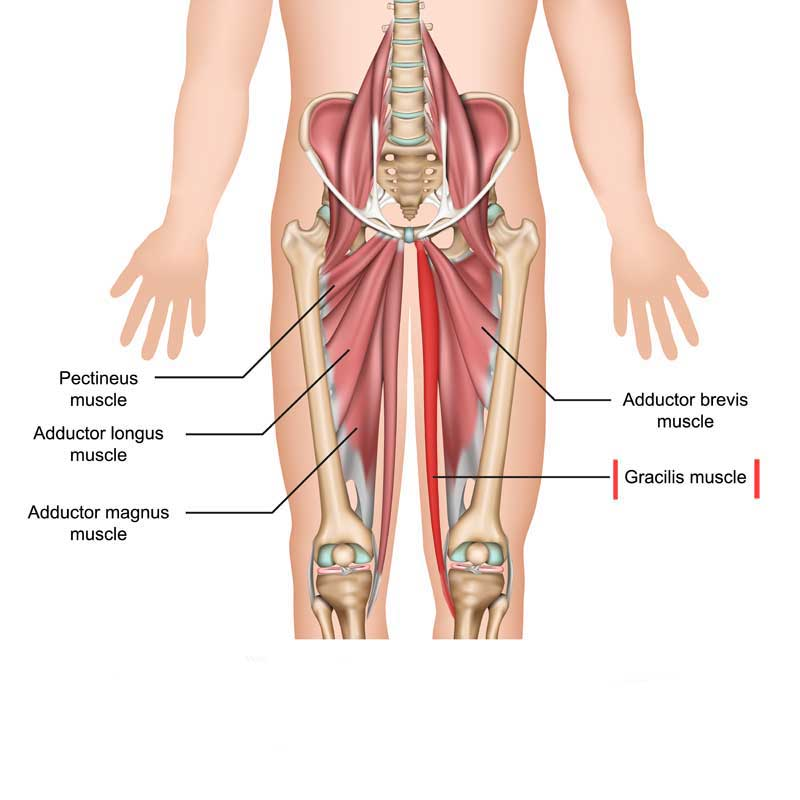 Pectineus
muscle
Adductor longus
muscle
Adductor magnus
muscle
Adductor brevis
muscle
Gracilis muscle